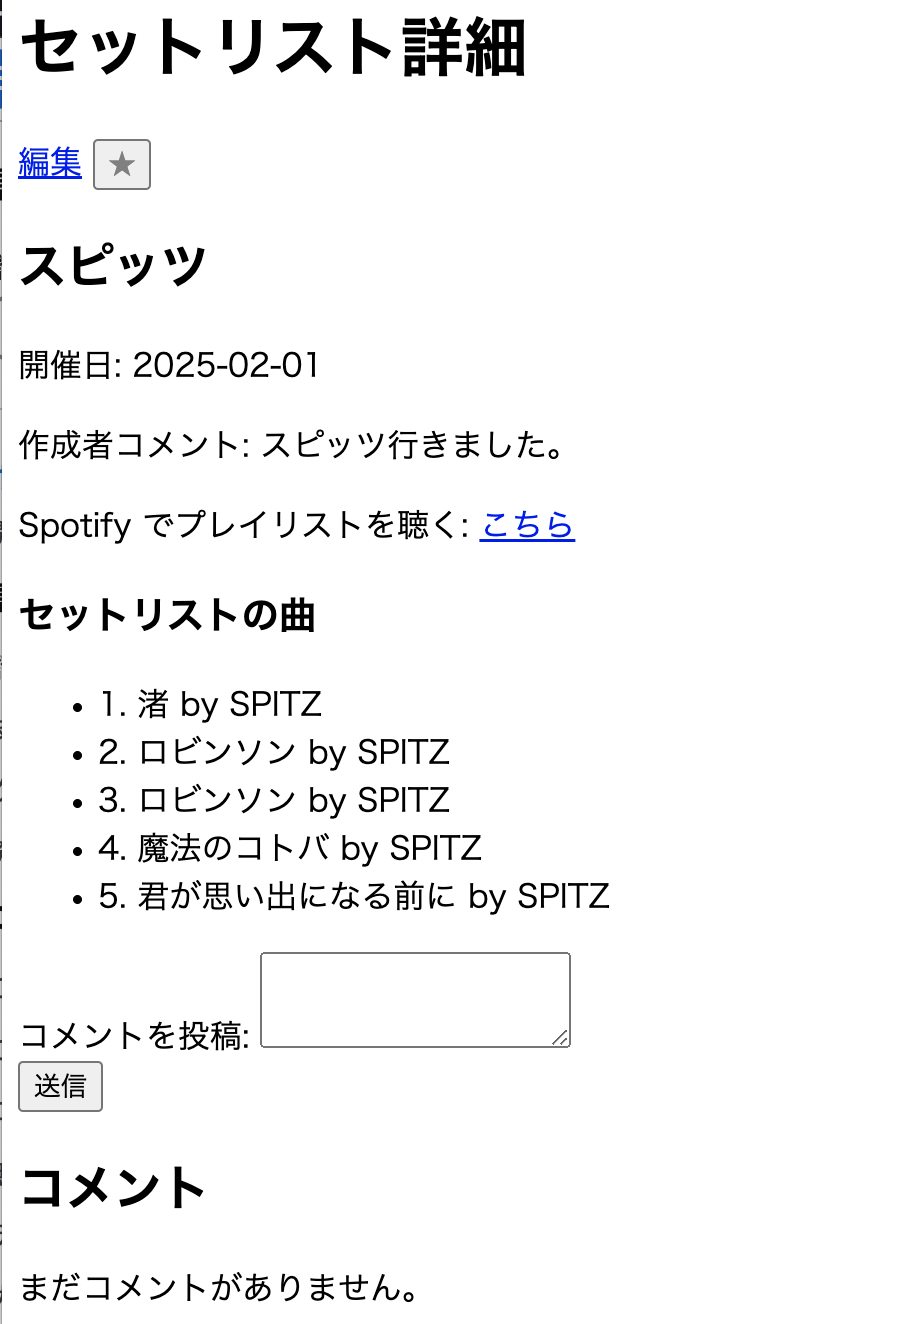 セットリスト詳細
編集 ★
スピッツ
開催日: 2025-02-01
作成者コメント: スピッツ行きました。
Spotify でプレイリストを聴く: こちら
セットリストの曲
• 1. 渚 by SPITZ
• 2. ロビンソン by SPITZ
• 3. ロビンソン by SPITZ
• 4. 魔法のコトバ by SPITZ
• 5. 君が思い出になる前に by SPITZ
コメントを投稿:
送信
コメント
まだコメントがありません。